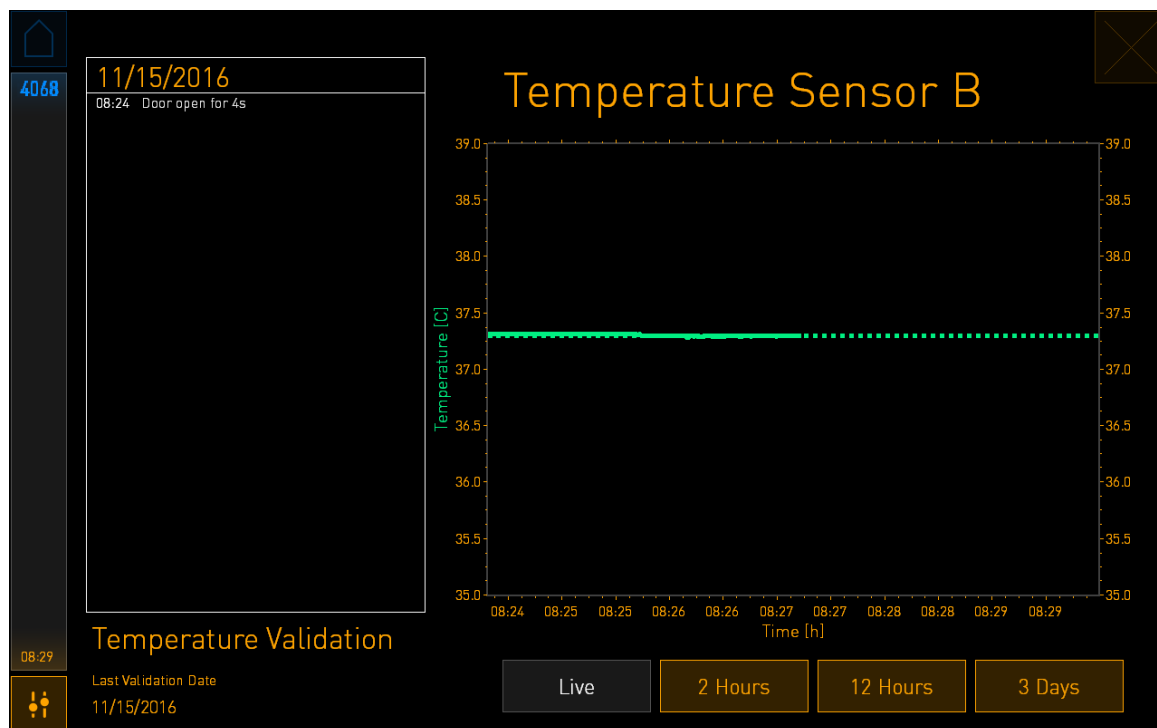 4068
11/15/2016
08:24 Door open for 4s
Temperature Sensor B
39.0 39.0
38.5 38.5
38.0 38.0
37.5 37.5
37.0 37.0
36.5 36.5
36.0 36.0
35.5 35.5
35.0 35.0
Temperature [C]
08:24 08:25 08:25 08:26 08:26 08:27 08:27 08:28 08:28 08:29 08:29
Time [h]
Temperature Validation
08:29
Last Validation Date
11/15/2016
Live 2 Hours 12 Hours 3 Days